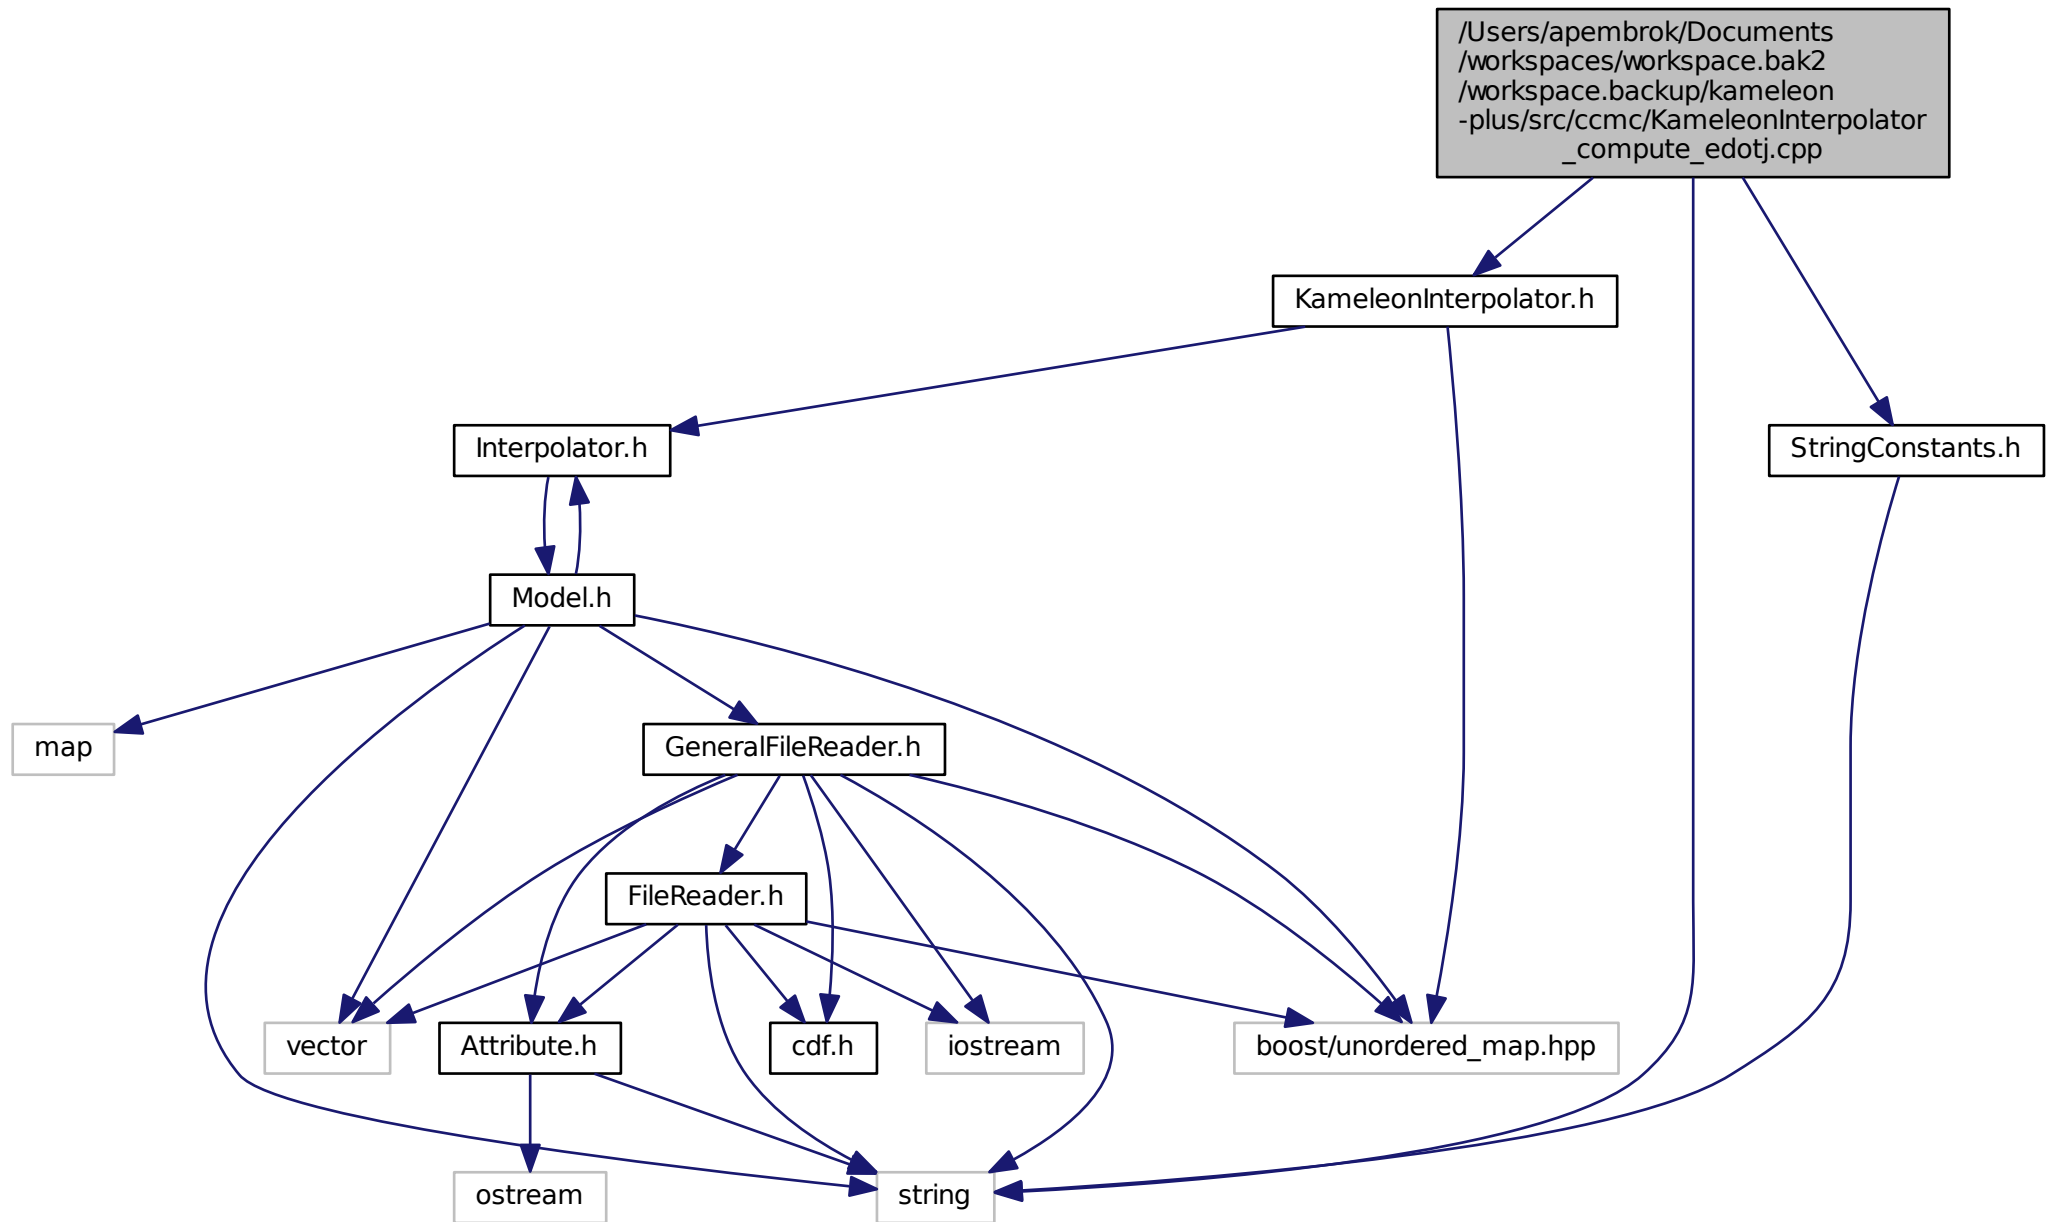 /Users/apembrok/Documents
/workspaces/workspace.bak2
/workspace.backup/kameleon
-plus/src/ccmc/KameleonInterpolator
_compute_edotj.cpp
KameleonInterpolator.h
Interpolator.h
StringConstants.h
Model.h
map
GeneralFileReader.h
FileReader.h
vector
Attribute.h
cdf.h
iostream
boost/unordered_map.hpp
ostream
string